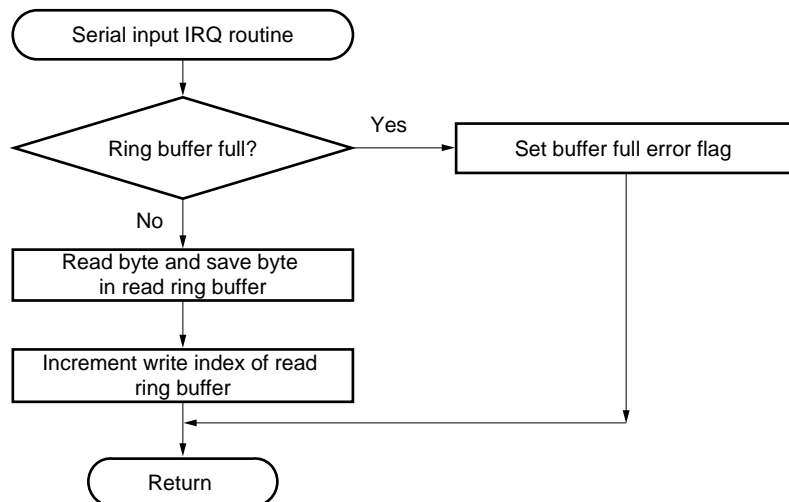 Serial input IRQ routine
Ring buffer full?
Yes
Set buffer full error flag
No
Read byte and save byte
in read ring buffer
Increment write index of read
ring buffer
Return